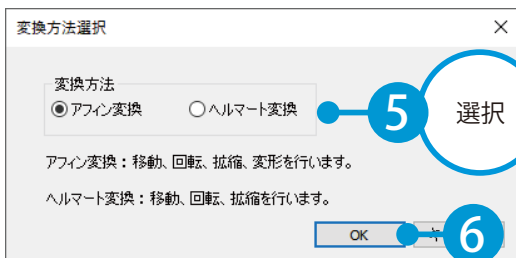 変換方法選択
変換方法
アフィン変換 ヘルマート変換
5 選択
アフィン変換：移動、回転、拡縮、変形を行います。
ヘルマート変換：移動、回転、拡縮を行います。
OK
6